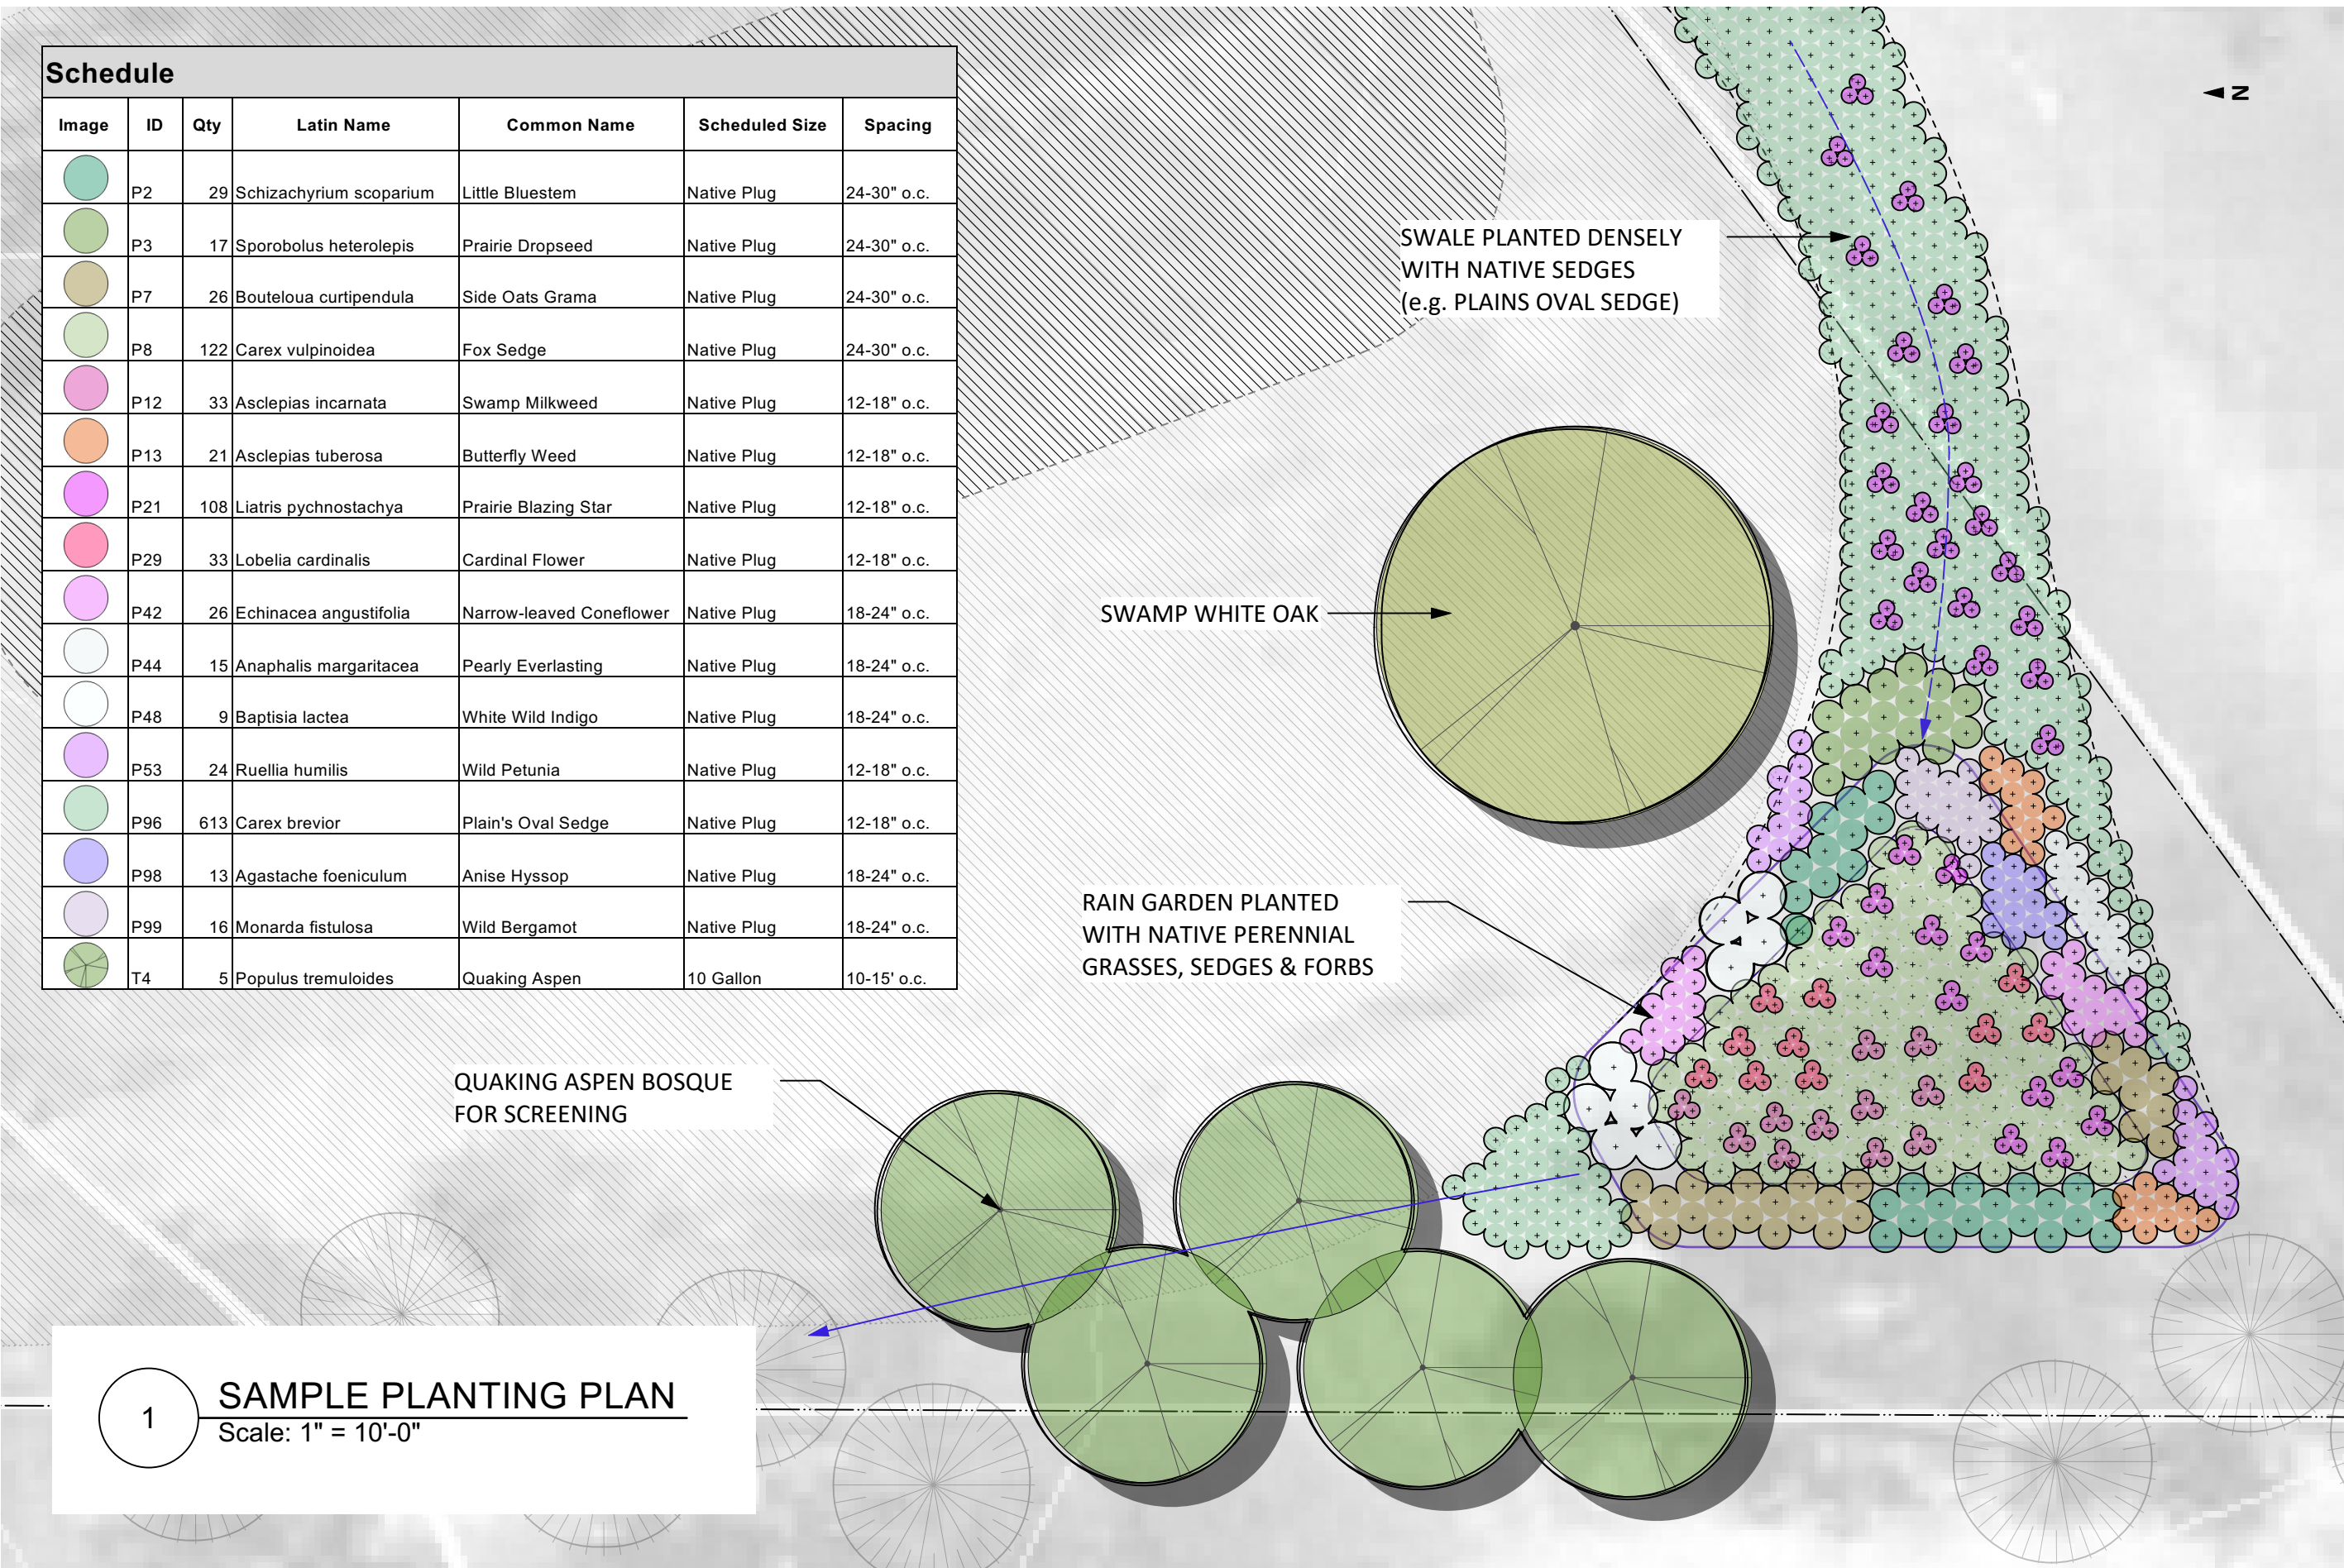 Schedule
Image ID Qty Latin Name Common Name Scheduled Size Spacing
P2 29 Schizachyrium scoparium Little Bluestem Native Plug 24-30" o.c.
P3 17 Sporobolus heterolepis Prairie Dropseed Native Plug 24-30" o.c.
P7 26 Bouteloua curtipendula Side Oats Grama Native Plug 24-30" o.c.
P8 122 Carex vulpinoidea Fox Sedge Native Plug 24-30" o.c.
P12 33 Asclepias incarnata Swamp Milkweed Native Plug 12-18" o.c.
P13 21 Asclepias tuberosa Butterfly Weed Native Plug 12-18" o.c.
P21 108 Liatris pychnostachya Prairie Blazing Star Native Plug 12-18" o.c.
P29 33 Lobelia cardinalis Cardinal Flower Native Plug 12-18" o.c.
P42 26 Echinacea angustifolia Narrow-leaved Coneflower Native Plug 18-24" o.c.
P44 15 Anaphalis margaritacea Pearly Everlasting Native Plug 18-24" o.c.
P48 9 Baptisia lactea White Wild Indigo Native Plug 18-24" o.c.
P53 24 Ruellia humilis Wild Petunia Native Plug 12-18" o.c.
P96 613 Carex brevior Plain's Oval Sedge Native Plug 12-18" o.c.
P98 13 Agastache foeniculum Anise Hyssop Native Plug 18-24" o.c.
P99 16 Monarda fistulosa Wild Bergamot Native Plug 18-24" o.c.
T4 5 Populus tremuloides Quaking Aspen 10 Gallon 10-15' o.c.
N
SWALE PLANTED DENSELY
WITH NATIVE SEDGES
(e.g. PLAINS OVAL SEDGE)
SWAMP WHITE OAK
RAIN GARDEN PLANTED
WITH NATIVE PERENNIAL
GRASSES, SEDGES & FORBS
QUAKING ASPEN BOSQUE
FOR SCREENING
1
SAMPLE PLANTING PLAN
Scale: 1" = 10'-0"